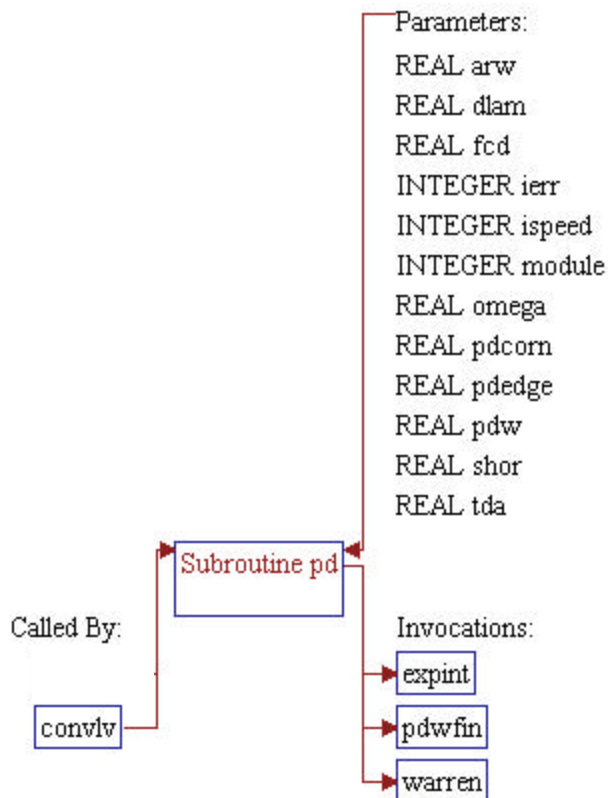 Parameters:
REAL arw
REAL dlam
REAL fcd
INTEGER ierr
INTEGER ispeed
INTEGER module
REAL omega
REAL pdcorn
REAL pdedge
REAL pdw
REAL shor
REAL tda
Subroutine pd
Called By:
convlv
Invocations:
expint
pdwfin
warren